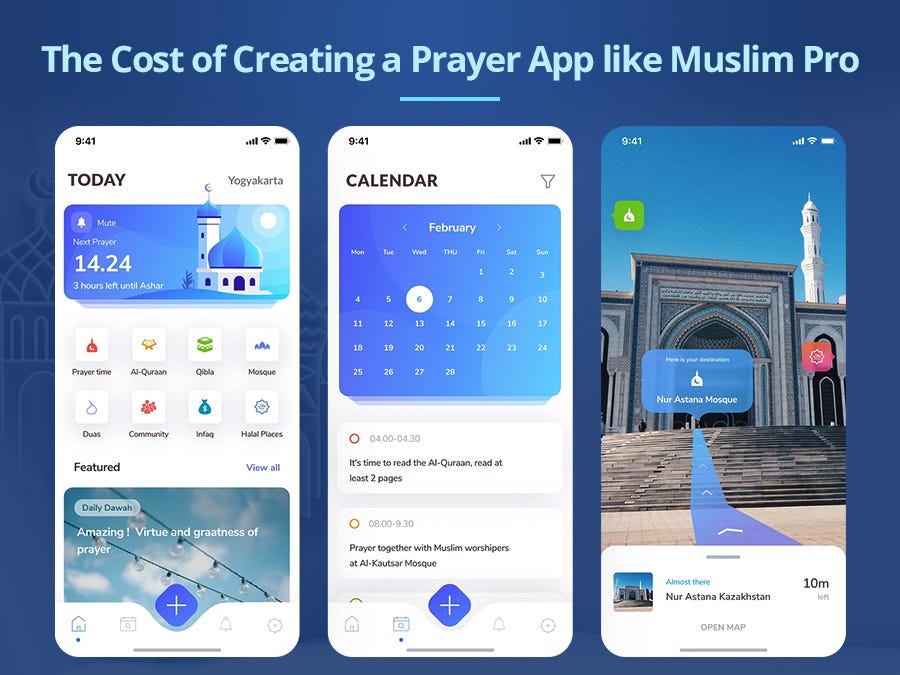 The Cost of Creating a Prayer App like Muslim Pro
9:41
TODAY
Yogyakarta
Mute
Next Prayer
14.24
3 hours left until Ashar
Prayer time Al-Quraan Qibla Mosque
Duas Community Infaq Halal Places
Featured
View all
Daily Dawah
Amazing ! Virtue and graatness of
prayer
9:41
CALENDAR
February
Mon Tue Wed THU Fri Sat Sun
1 2 3
4 5 6 7 8 9 10
11 12 13 14 15 16 17
18 19 20 21 22 23 24
25 26 27 28
04.00-04.30
It's time to read the Al-Quraan, read at
least 2 pages
08.00-9.30
Prayer together with Muslim worshipers
at Al-Kautsar Mosque
9:41
Here is your destination
Nur Astana Mosque
Almost there
Nur Astana Kazakhstan
10m
left
OPEN MAP